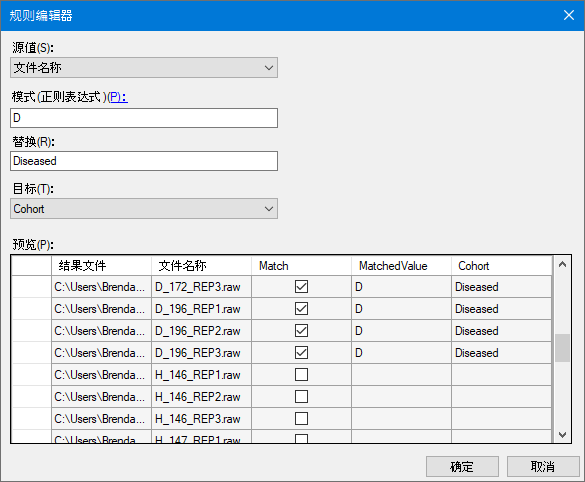 规则编辑器
源值(S):
文件名称
模式(正则表达式)(P):
D
替换(R):
Diseased
目标(T):
Cohort
预览(P):
结果文件 文件名称 Match MatchedValue Cohort
C:\Users\Brenda... D_172_REP3.raw D Diseased
C:\Users\Brenda... D_196_REP1.raw D Diseased
C:\Users\Brenda... D_196_REP2.raw D Diseased
C:\Users\Brenda... D_196_REP3.raw D Diseased
C:\Users\Brenda... H_146_REP1.raw
C:\Users\Brenda... H_146_REP2.raw
C:\Users\Brenda... H_146_REP3.raw
C:\Users\Brenda... H_147_REP1.raw
确定 取消